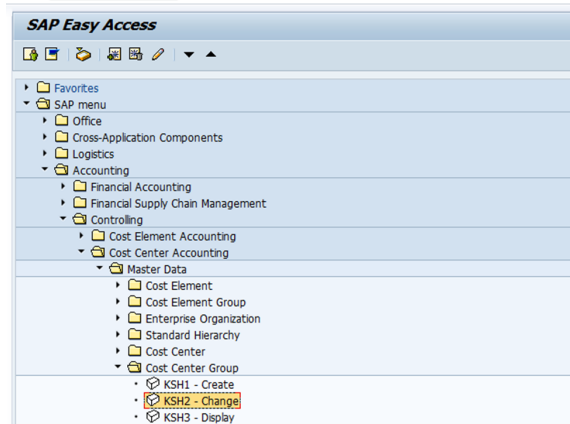 SAP Easy Access
Favorites
SAP menu
Office
Cross-Application Components
Logistics
Accounting
Financial Accounting
Financial Supply Chain Management
Controlling
Cost Element Accounting
Cost Center Accounting
Master Data
Cost Element
Cost Element Group
Enterprise Organization
Standard Hierarchy
Cost Center
Cost Center Group
KSH1 - Create
KSH2 - Change
KSH3 - Display